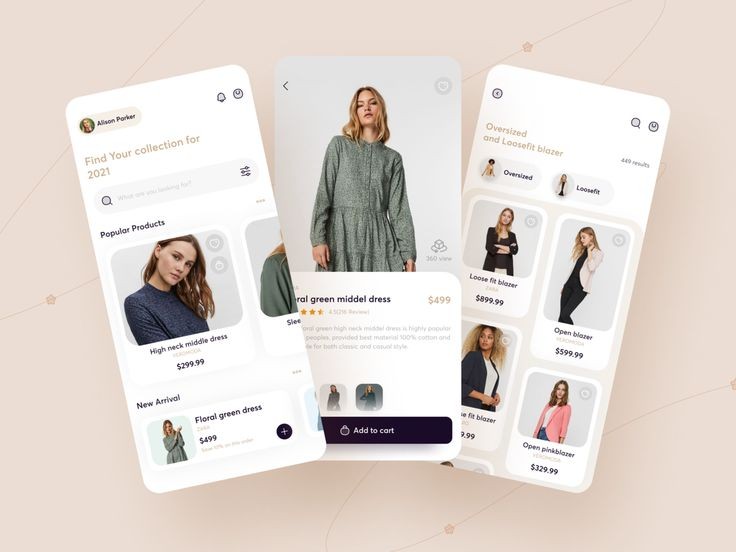 Alison Parker
Find Your collection for
2021
What are you looking for?
Popular Products
High neck middle dress
VEROMODA
$299.99
Slee
New Arrival
Floral green dress
ZARA
$499
Save 10% on this order
360 view
oral green middel dress
$499
4.5(216 Review)
loral green high neck middel dress is highly popular
peoples, provided best material 100% cotton and
le for both classic and casual style.
Add to cart
Oversized
and Loosefit blazer
449 results
Oversized
Loosefit
Loose fit blazer
ZARA
$899.99
Open blazer
VEROMODA
$599.99
se fit blazer
9.99
Open pinkblazer
VEROMODA
$329.99